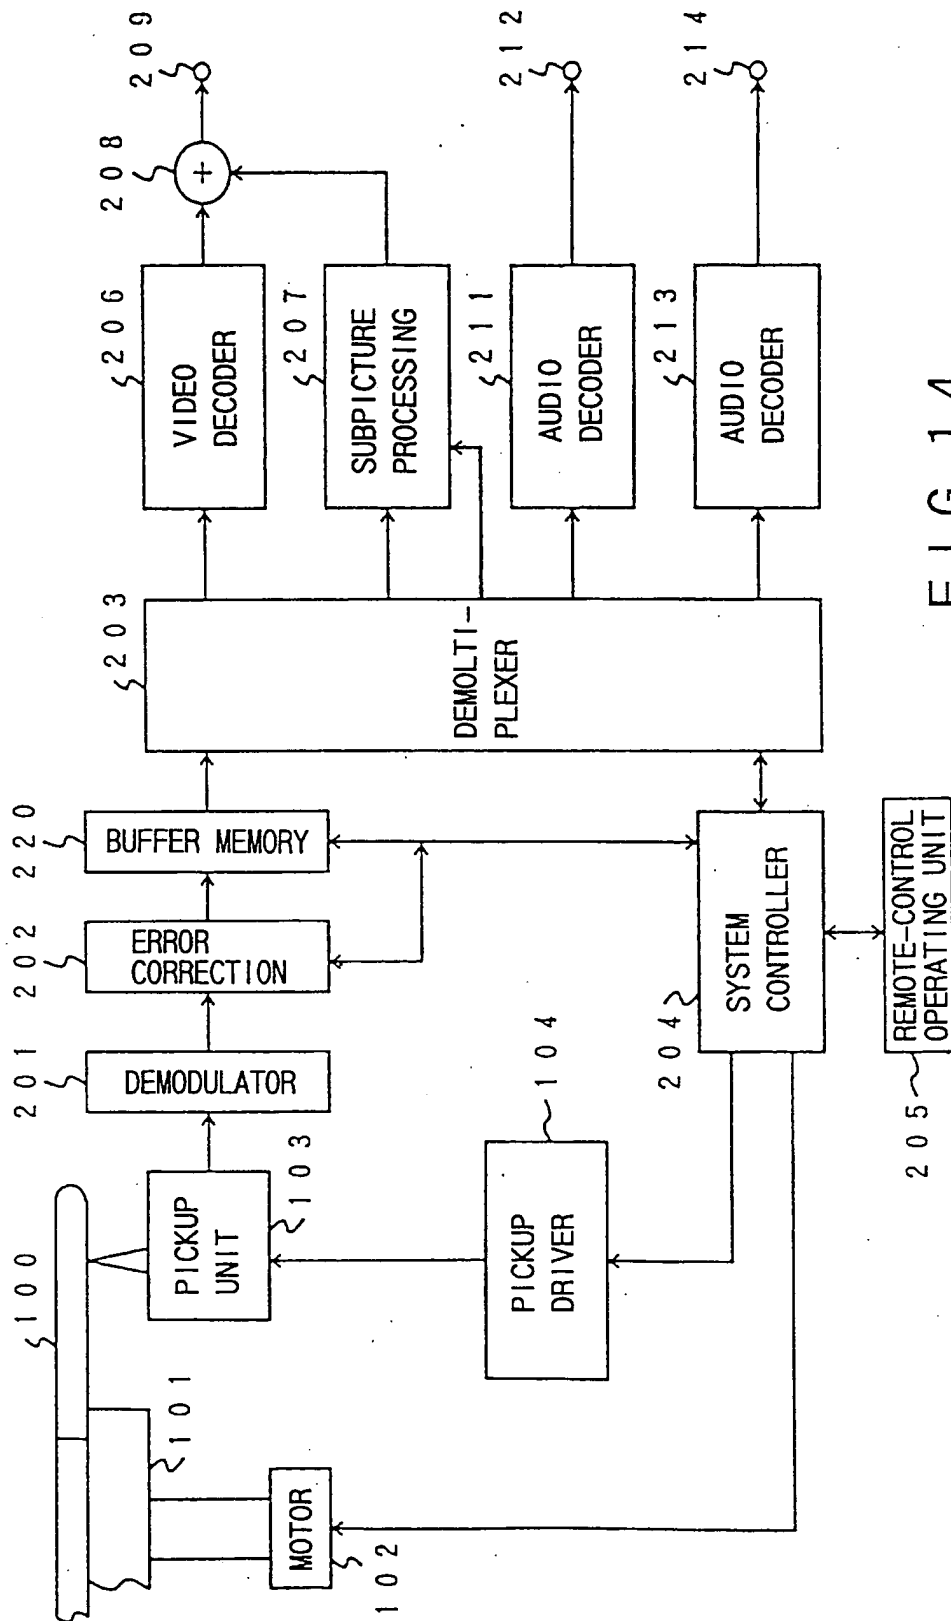 100
101
MOTOR
102
PICKUP
UNIT
103
PICKUP
DRIVER
104
DEMODULATOR
201
ERROR
CORRECTION
202
BUFFER MEMORY
220
DEMOLTI-
PLEXER
203
SYSTEM
CONTROLLER
204
REMOTE-CONTROL
OPERATING UNIT
205
VIDEO
DECODER
206
SUBPICTURE
PROCESSING
207
AUDIO
DECODER
211
AUDIO
DECODER
213
+
208
209
212
214
FIG. 14